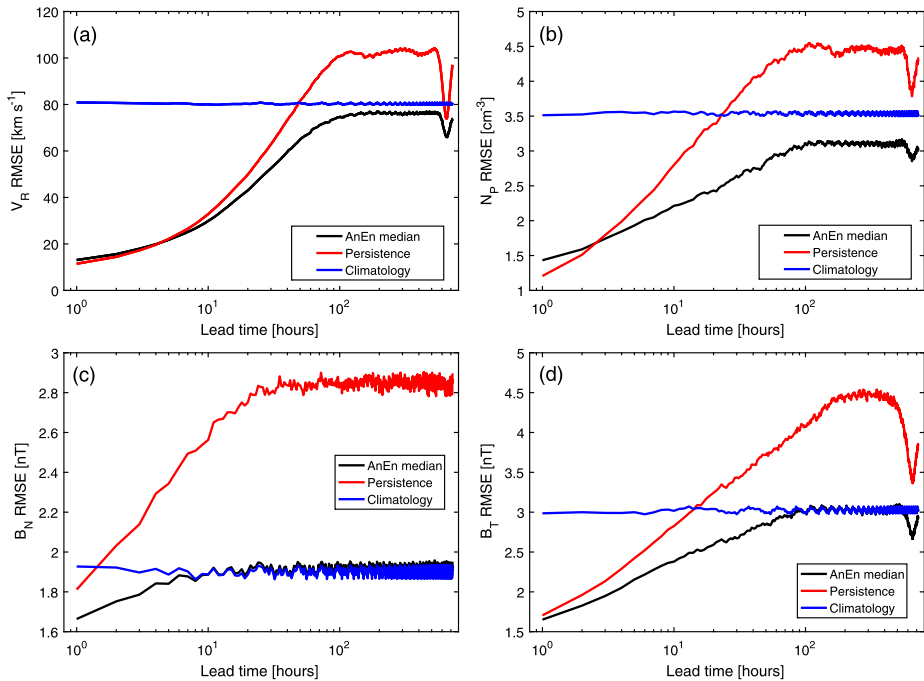 (a)
V_R RMSE [km s^-1]
120
100
80
60
40
20
0
AnEn median
Persistence
Climatology
10^0
10^1
10^2
Lead time [hours]
(b)
N_P RMSE [cm^-3]
4.5
4
3.5
3
2.5
2
1.5
1
AnEn median
Persistence
Climatology
10^0
10^1
10^2
Lead time [hours]
(c)
B_N RMSE [nT]
3
2.8
2.6
2.4
2.2
2
1.8
1.6
AnEn median
Persistence
Climatology
10^0
10^1
10^2
Lead time [hours]
(d)
B_T RMSE [nT]
5
4.5
4
3.5
3
2.5
2
1.5
AnEn median
Persistence
Climatology
10^0
10^1
10^2
Lead time [hours]